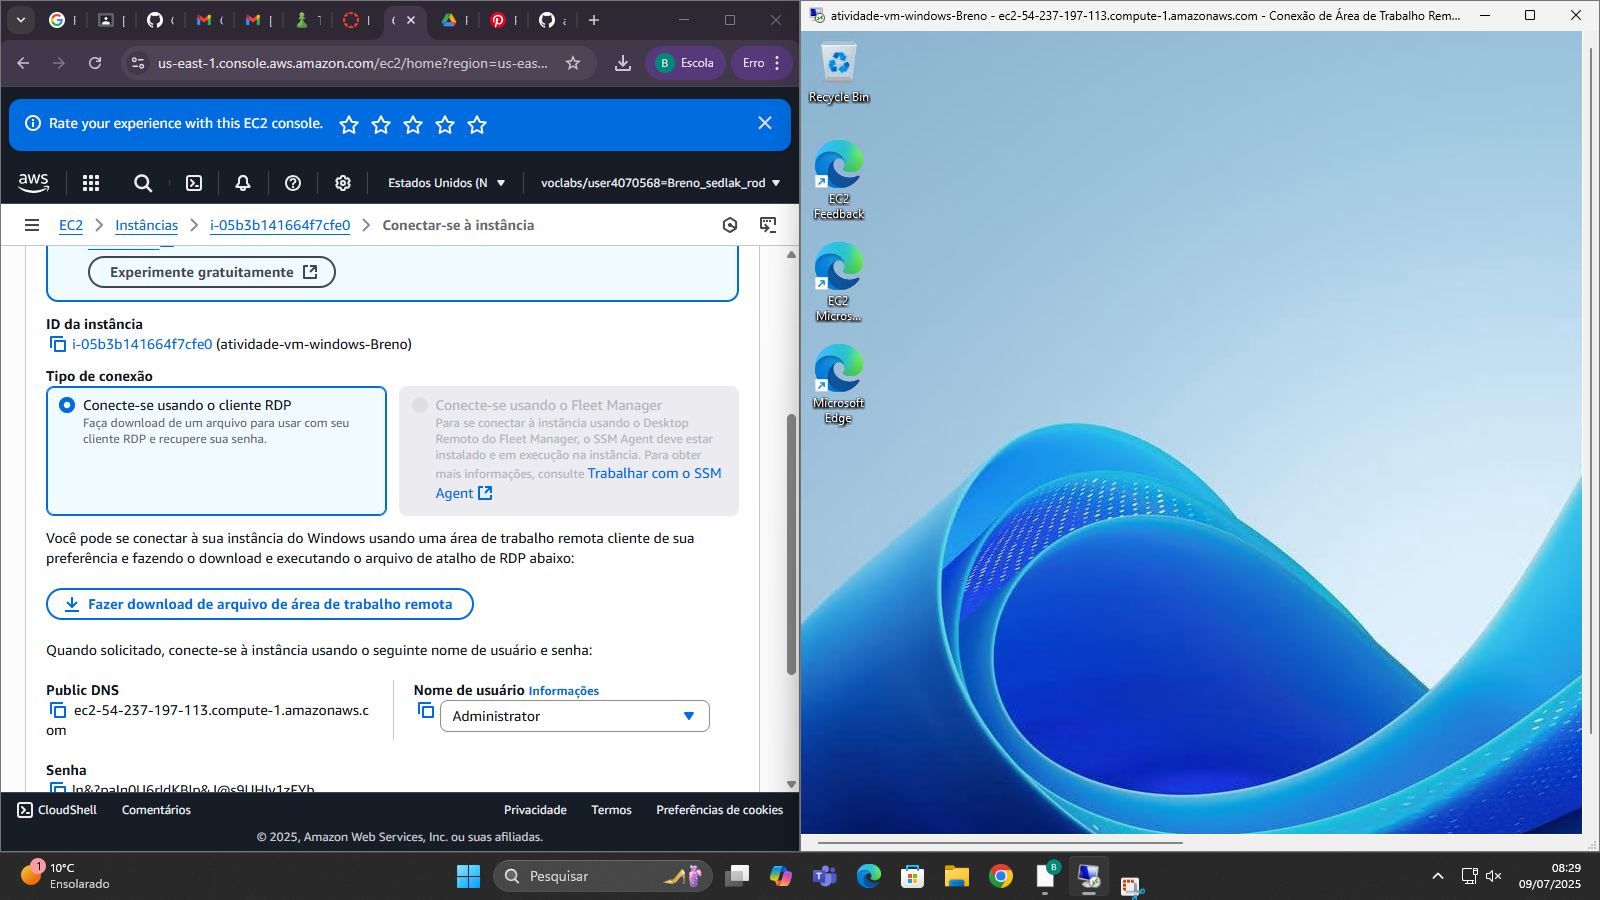 Escola
Erro
us-east-1.console.aws.amazon.com/ec2/home?region=us-eas...
Rate your experience with this EC2 console.
aws
Estados Unidos (N
voclabs/user4070568=Breno_sedlak_rod
EC2
Instâncias
i-05b3b141664f7cfe0
Conectar-se à instância
Experimente gratuitamente
ID da instância
i-05b3b141664f7cfe0 (atividade-vm-windows-Breno)
Tipo de conexão
Conecte-se usando o cliente RDP
Faça download de um arquivo para usar com seu
cliente RDP e recupere sua senha.
Conecte-se usando o Fleet Manager
Para se conectar à instância usando o Desktop
Remoto do Fleet Manager, o SSM Agent deve estar
instalado e em execução na instância. Para obter
mais informações, consulte Trabalhar com o SSM
Agent
Você pode se conectar à sua instância do Windows usando uma área de trabalho remota cliente de sua
preferência e fazendo o download e executando o arquivo de atalho de RDP abaixo:
Fazer download de arquivo de área de trabalho remota
Quando solicitado, conecte-se à instância usando o seguinte nome de usuário e senha:
Public DNS
ec2-54-237-197-113.compute-1.amazonaws.c
om
Nome de usuário Informações
Administrator
Senha
CloudShell
Comentários
Privacidade
Termos
Preferências de cookies
© 2025, Amazon Web Services, Inc. ou suas afiliadas.
atividade-vm-windows-Breno - ec2-54-237-197-113.compute-1.amazonaws.com - Conexão de Área de Trabalho Rem...
Recycle Bin
EC2
Feedback
EC2
Micros...
Microsoft
Edge
1
10°C
Ensolarado
Pesquisar
08:29
09/07/2025